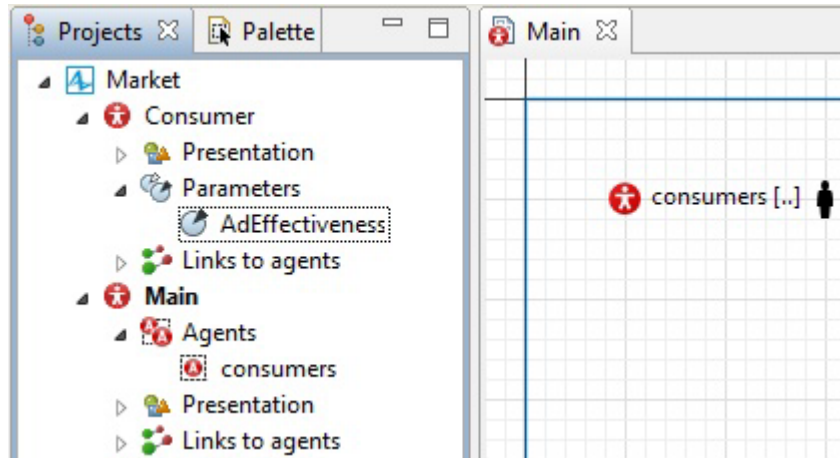 Projects Palette
Main
Market
Consumer
Presentation
Parameters
AdEffectiveness
Links to agents
Main
Agents
consumers
Presentation
Links to agents
consumers [..]